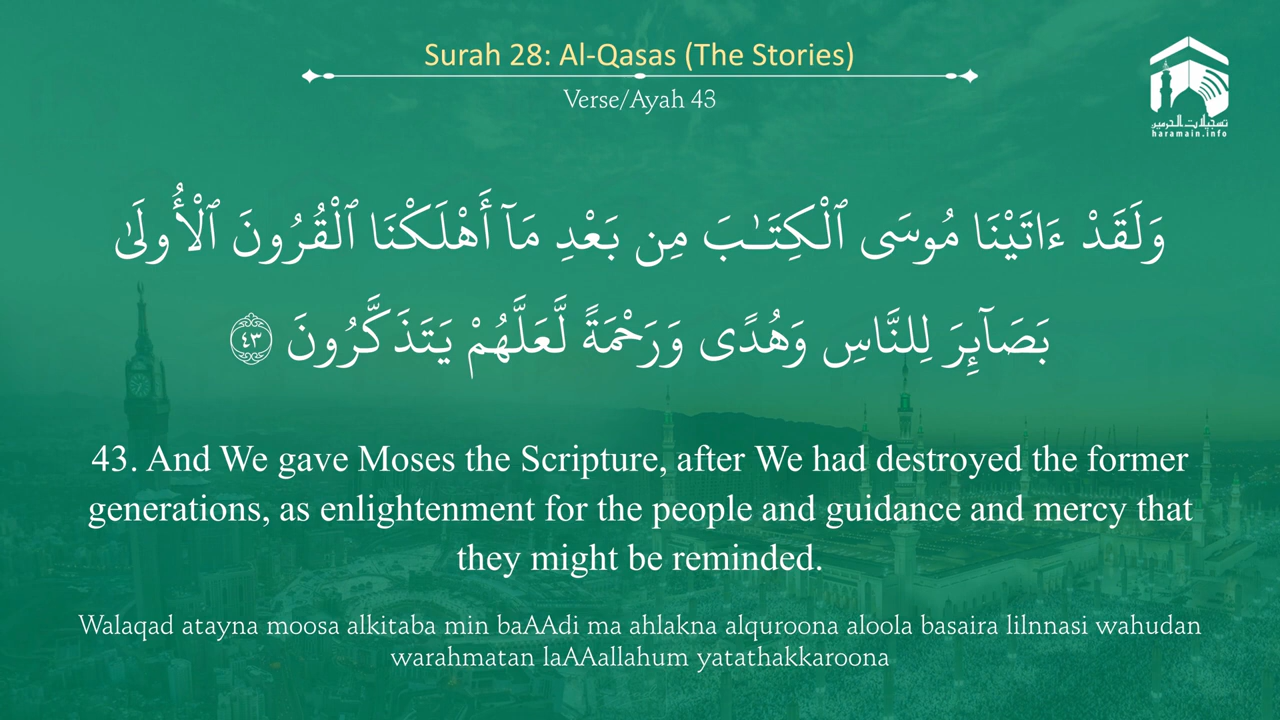 Surah 28: Al-Qasas (The Stories)
Verse/Ayah 43
تسجيلات الحرمين
haramain.info
وَلَقَدْ ءَاتَيْنَا مُوسَى ٱلْكِتَـٰبَ مِن بَعْدِ مَآ أَهْلَكْنَا ٱلْقُرُونَ ٱلْأُولَىٰ
بَصَآئِرَ لِلنَّاسِ وَهُدًى وَرَحْمَةً لَّعَلَّهُمْ يَتَذَكَّرُونَ ٤٣
43. And We gave Moses the Scripture, after We had destroyed the former
generations, as enlightenment for the people and guidance and mercy that
they might be reminded.
Walaqad atayna moosa alkitaba min baAAdi ma ahlakna alquroona aloola basaira lilnnasi wahudan
warahmatan laAAallahum yatathakkaroona